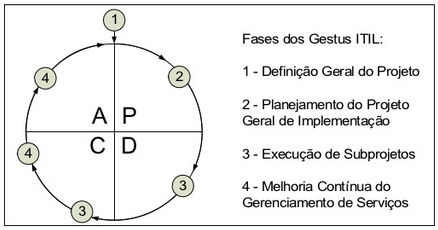 1
2
3
3
4
4
A P
C D
Fases dos Gestus ITIL:
1 - Definição Geral do Projeto
2 - Planejamento do Projeto
Geral de Implementação
3 - Execução de Subprojetos
4 - Melhoria Contínua do
Gerenciamento de Serviços